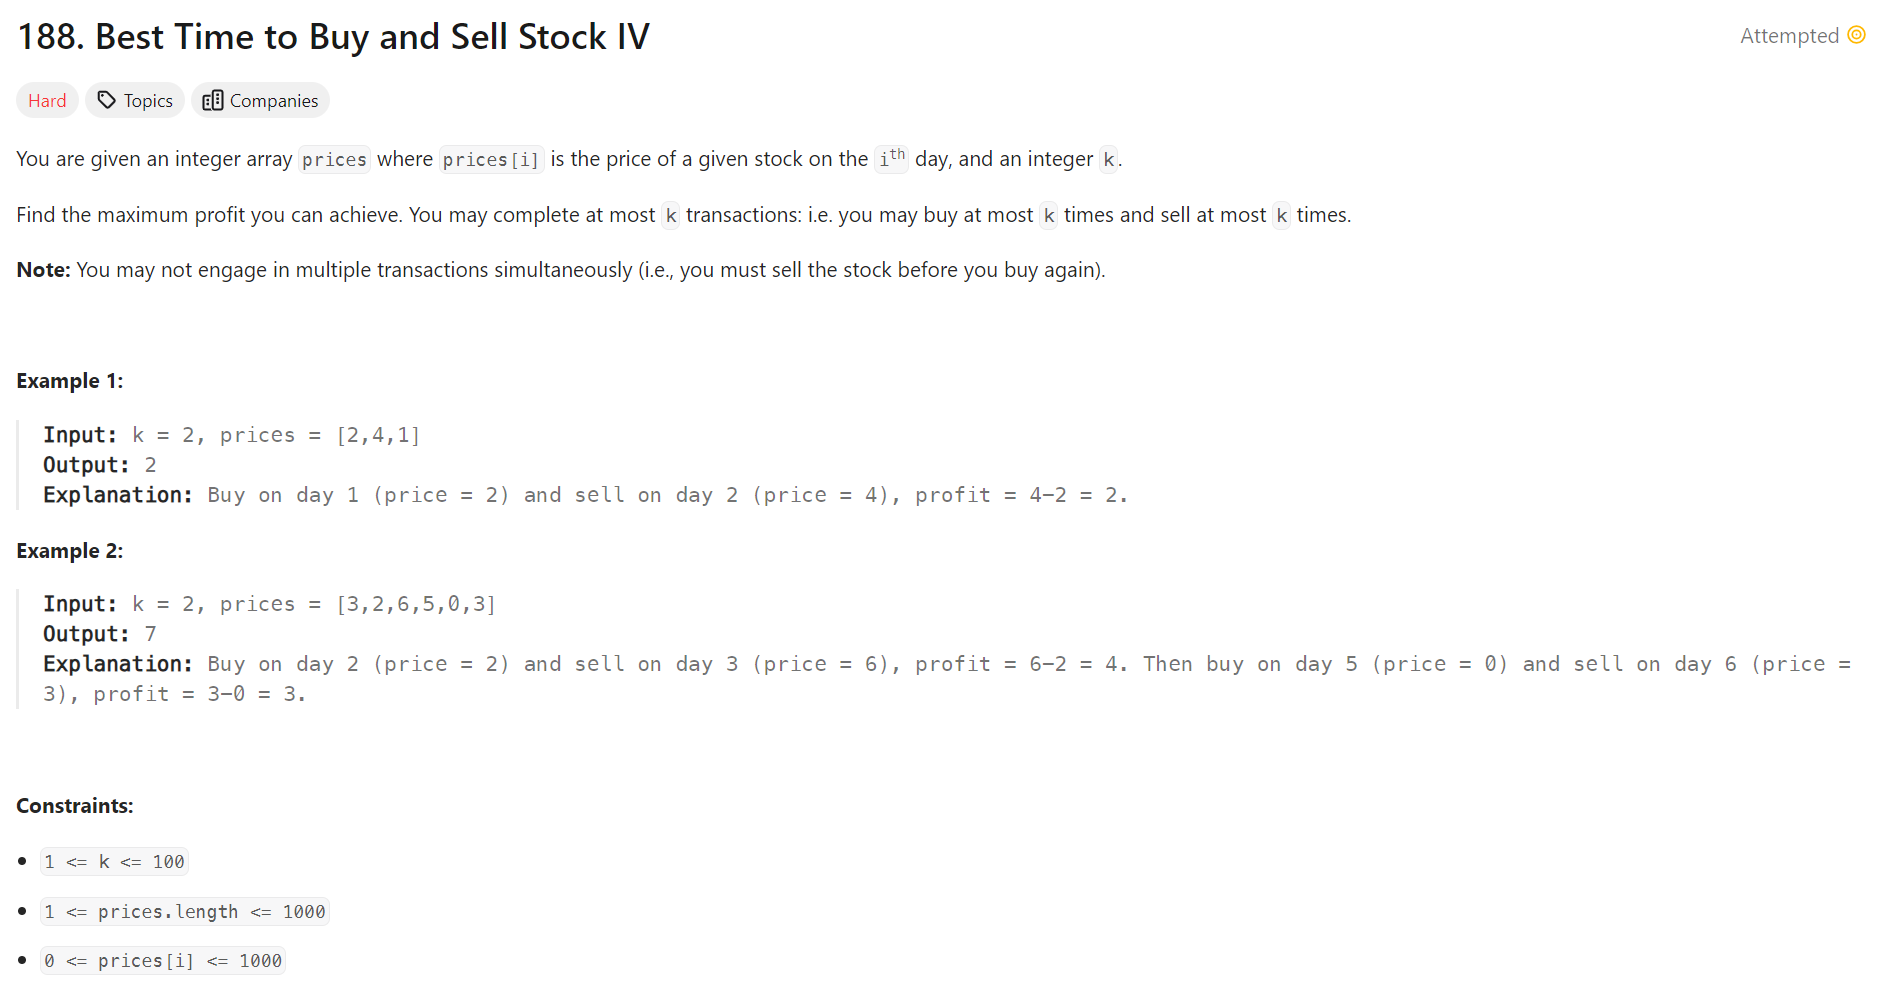 188. Best Time to Buy and Sell Stock IV
Attempted
Hard Topics Companies
You are given an integer array prices where prices[i] is the price of a given stock on the ith day, and an integer k.
Find the maximum profit you can achieve. You may complete at most k transactions: i.e. you may buy at most k times and sell at most k times.
Note: You may not engage in multiple transactions simultaneously (i.e., you must sell the stock before you buy again).
Example 1:
Input: k = 2, prices = [2,4,1]
Output: 2
Explanation: Buy on day 1 (price = 2) and sell on day 2 (price = 4), profit = 4-2 = 2.
Example 2:
Input: k = 2, prices = [3,2,6,5,0,3]
Output: 7
Explanation: Buy on day 2 (price = 2) and sell on day 3 (price = 6), profit = 6-2 = 4. Then buy on day 5 (price = 0) and sell on day 6 (price =
3), profit = 3-0 = 3.
Constraints:
• 1 <= k <= 100
• 1 <= prices.length <= 1000
• 0 <= prices[i] <= 1000